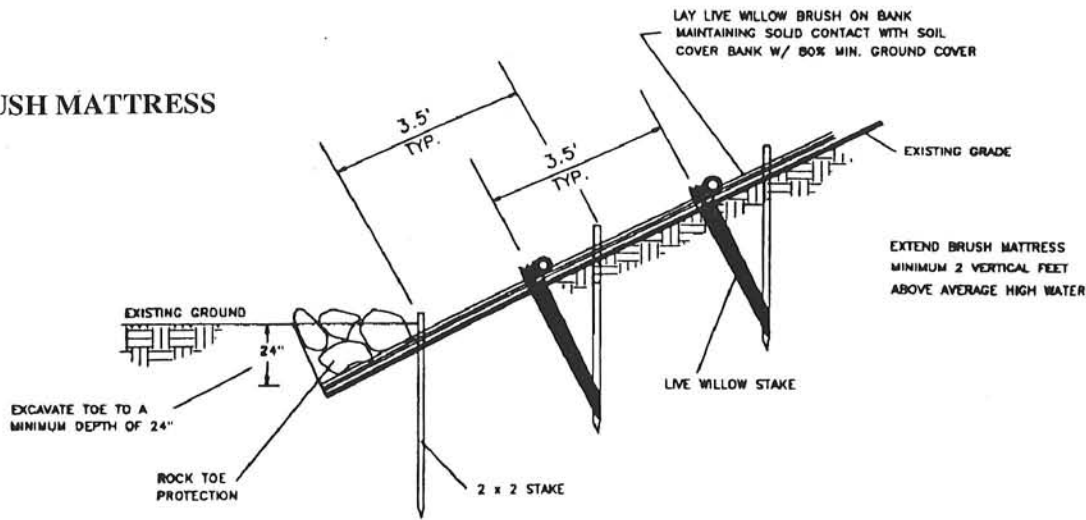 LAY LIVE WILLOW BRUSH ON BANK
MAINTAINING SOLID CONTACT WITH SOIL
COVER BANK W/ 80% MIN. GROUND COVER
USH MATTRESS
3.5'
TYP.
3.5'
TYP.
EXISTING GRADE
EXTEND BRUSH MATTRESS
MINIMUM 2 VERTICAL FEET
ABOVE AVERAGE HIGH WATER
EXISTING GROUND
24"
LIVE WILLOW STAKE
EXCAVATE TOE TO A
MINIMUM DEPTH OF 24"
ROCK TOE
PROTECTION
2 x 2 STAKE